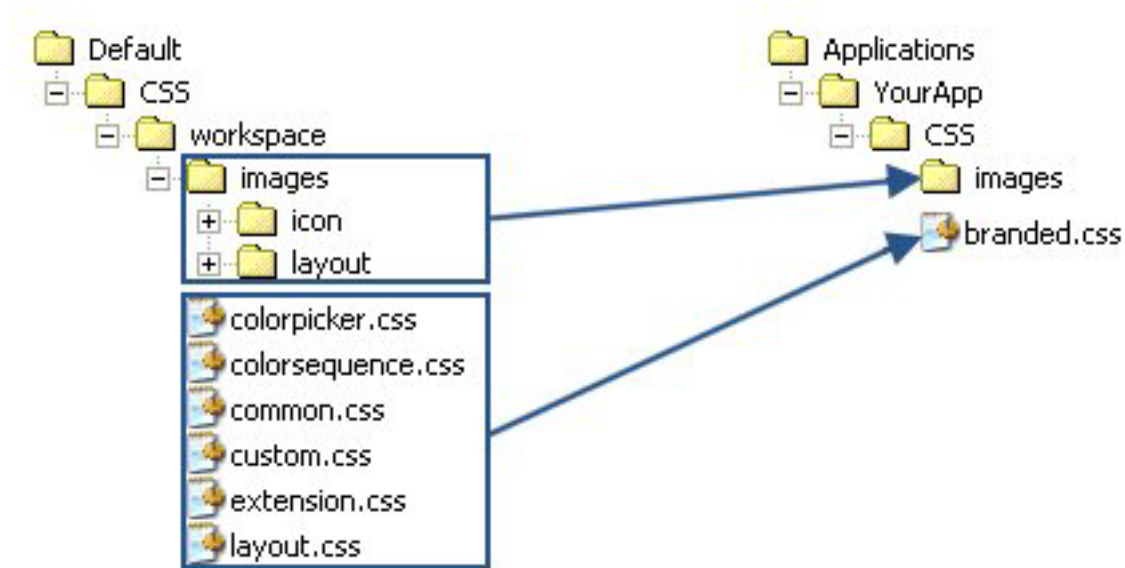 Default
CSS
workspace
images
icon
layout
colorpicker.css
colorsequence.css
common.css
custom.css
extension.css
layout.css
Applications
YourApp
CSS
images
branded.css